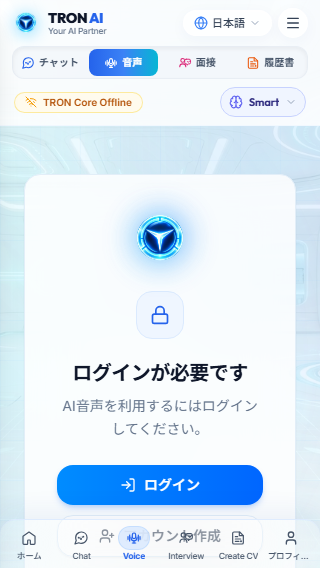 TRON AI
Your AI Partner
日本語
チャット
音声
面接
履歴書
TRON Core Offline
Smart
ログインが必要です
AI音声を利用するにはログイン
してください。
ログイン
ウント作成
ホーム
Chat
Voice
Interview
Create CV
プロフィ...